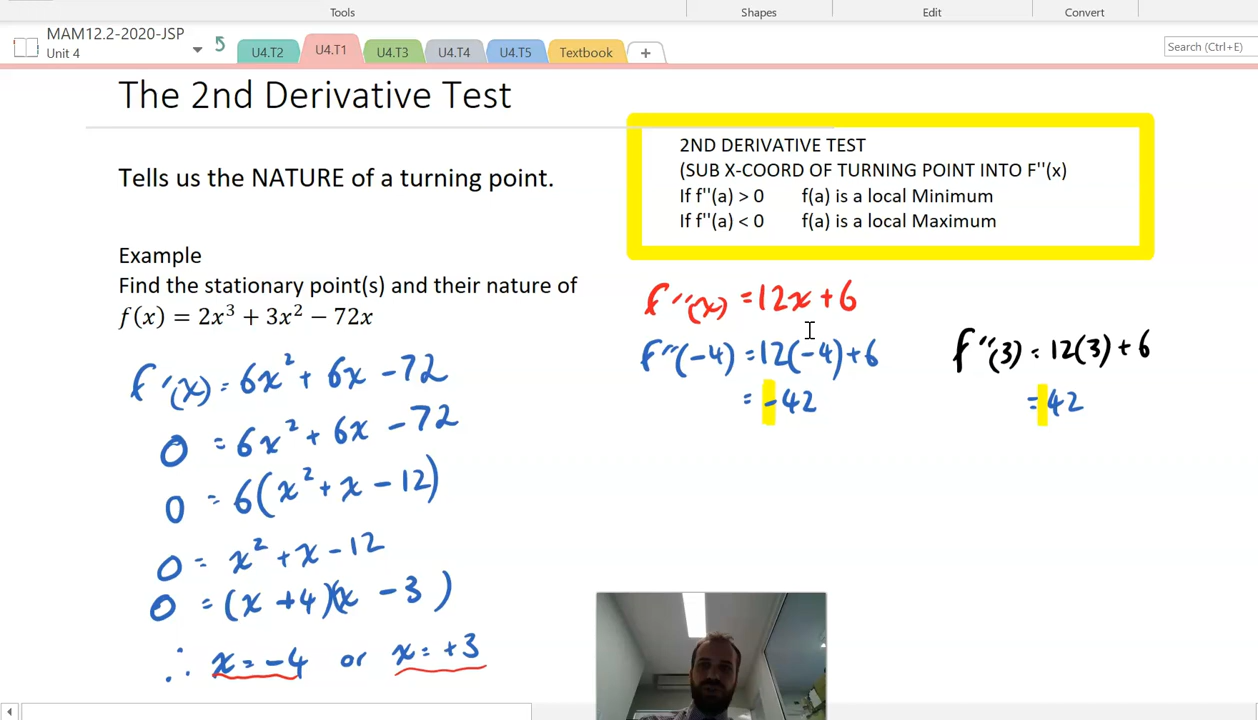 Tools
Shapes
Edit
Convert
MAM12.2-2020-JSP
Unit 4
U4.T2
U4.T1
U4.T3
U4.T4
U4.T5
Textbook
+
Search (Ctrl+E)
The 2nd Derivative Test
Tells us the NATURE of a turning point.
2ND DERIVATIVE TEST
(SUB X-COORD OF TURNING POINT INTO F''(x)
If f''(a) > 0 f(a) is a local Minimum
If f''(a) < 0 f(a) is a local Maximum
Example
Find the stationary point(s) and their nature of
f(x) = 2x³ + 3x² − 72x
f'(x) = 6x² + 6x - 72
0 = 6x² + 6x - 72
0 = 6(x² + x - 12)
0 = x² + x - 12
0 = (x + 4)(x - 3)
∴ x = -4 or x = +3
f''(x) = 12x + 6
f''(-4) = 12(-4) + 6
= -42
f''(3) = 12(3) + 6
= 42